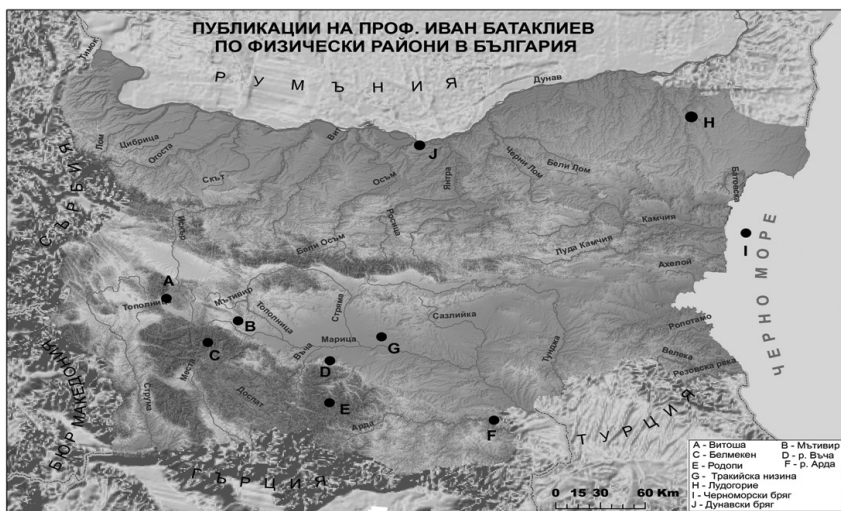 ПУБЛИКАЦИИ НА ПРОФ. ИВАН БАТАКЛИЕВ
ПО ФИЗИЧЕСКИ РАЙОНИ В БЪЛГАРИЯ
РУМЪНИЯ
Тимок
Дунав
H
J
Лом
Цибрица
Огоста
Скът
Вит
Осъм
Янтра
Черни Лом
Бели Лом
Батовска
СЪРБИЯ
Искър
Бели Осъм
Росица
Камчия
Луда Камчия
I
Ахелой
ЧЕРНО МОРЕ
A
Тополни
Мътивир
B
Тополница
Стряма
Сазлийка
Марица
G
C
Въча
D
Тунджа
Ропотамо
Велека
Резовска река
Места
Струма
Доспат
E
Арда
F
БЮР МАКЕДОНИЯ
ГЪРЦИЯ
ТУРЦИЯ
0 15 30 60 Km
A - Витоша B - Мътивир
C - Белмекен D - р. Въча
E - Родопи F - р. Арда
G - Тракийска низина
H - Лудогорие
I - Черноморски бряг
J - Дунавски бряг